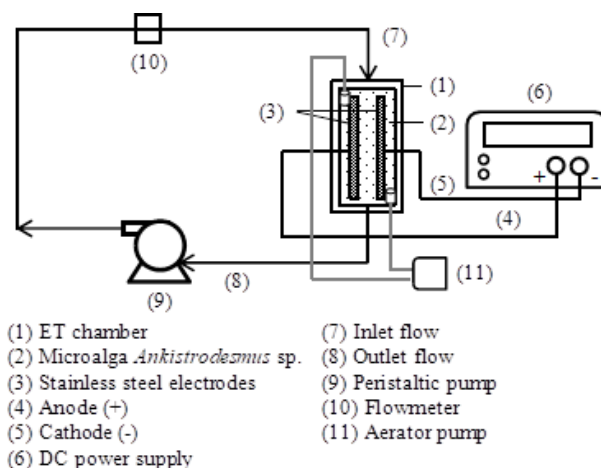 (7)
(10)
(1)
(6)
(3)
(2)
(5)
+ -
(4)
(8)
(11)
(9)
(1) ET chamber
(2) Microalga Ankistrodesmus sp.
(3) Stainless steel electrodes
(4) Anode (+)
(5) Cathode (-)
(6) DC power supply
(7) Inlet flow
(8) Outlet flow
(9) Peristaltic pump
(10) Flowmeter
(11) Aerator pump